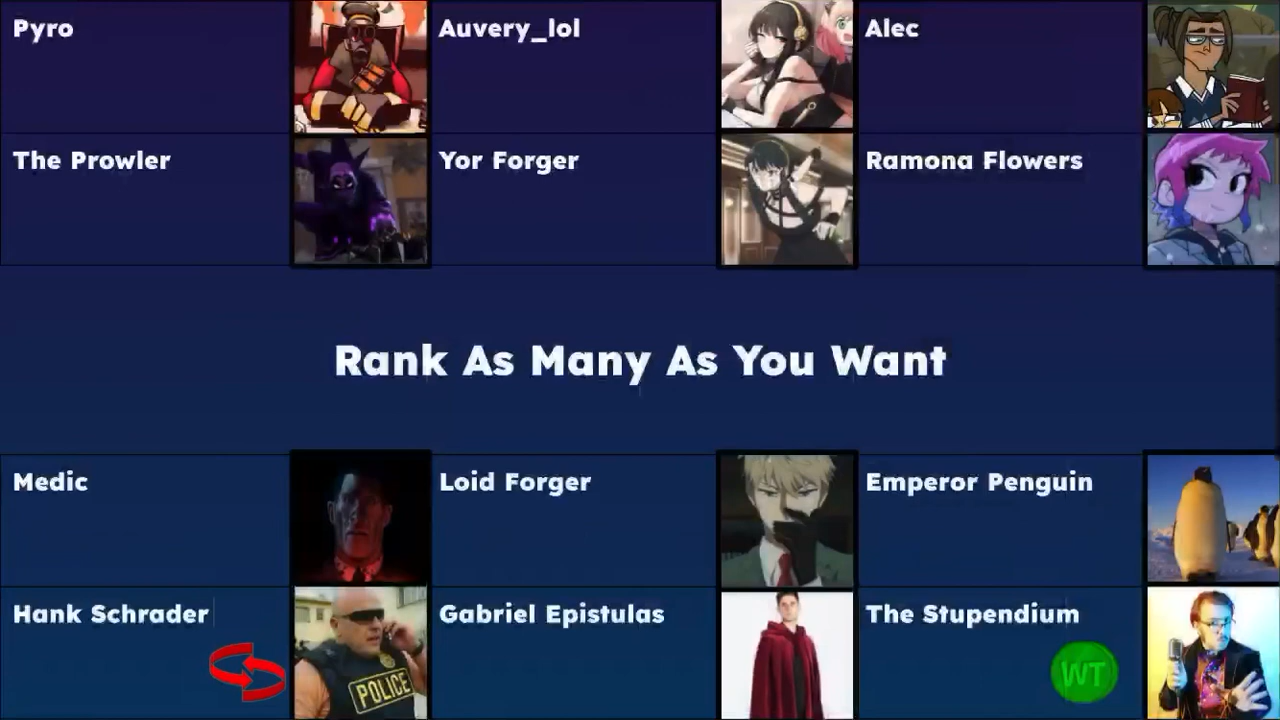 Pyro
Auvery_lol
Alec
The Prowler
Yor Forger
Ramona Flowers
Rank As Many As You Want
Medic
Loid Forger
Emperor Penguin
Hank Schrader
Gabriel Epistulas
The Stupendium
POLICE
WT